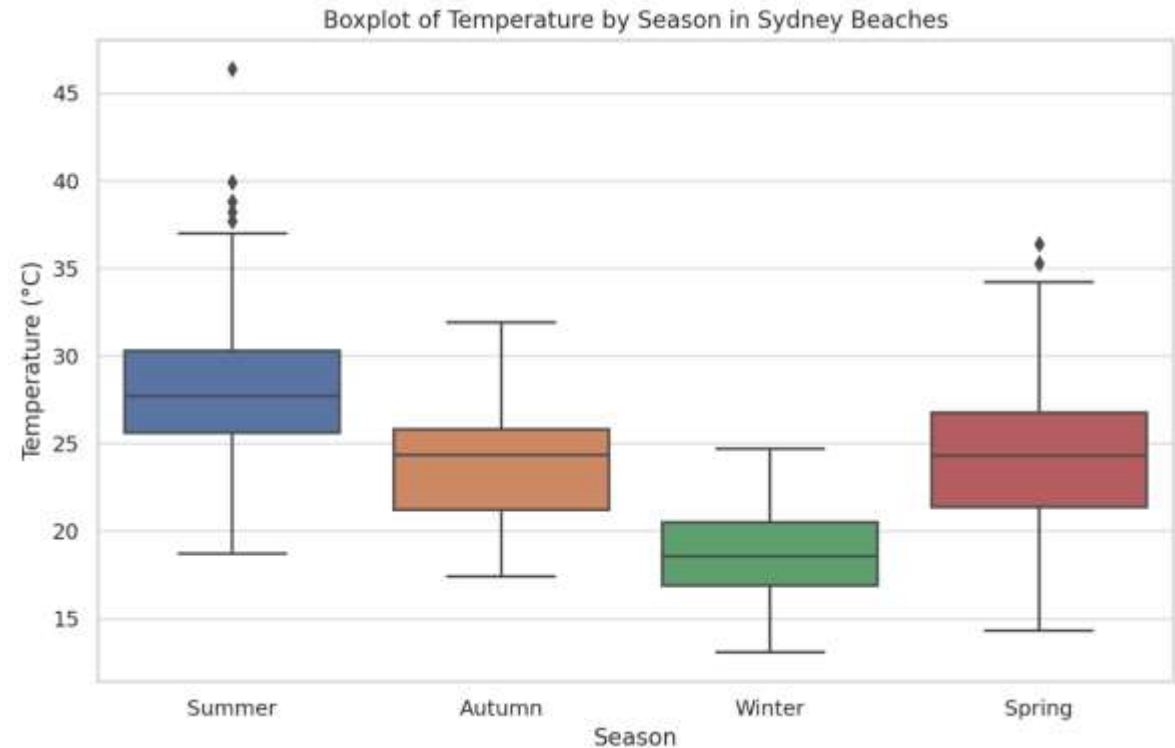 Boxplot of Temperature by Season in Sydney Beaches
Temperature (°C)
45
40
35
30
25
20
15
Summer Autumn Winter Spring
Season